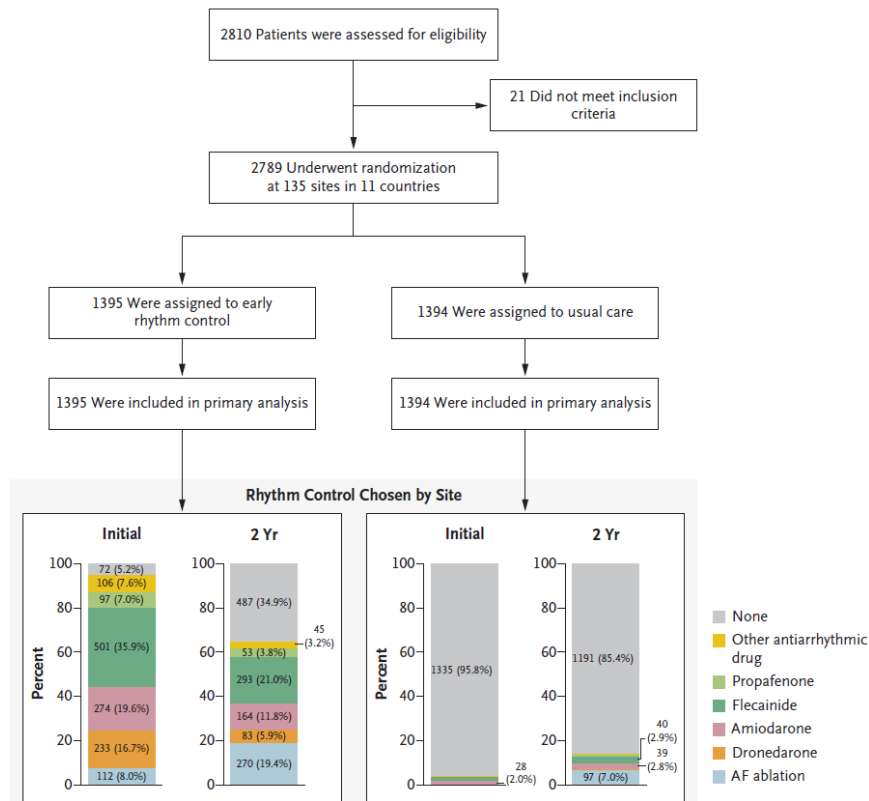 2810 Patients were assessed for eligibility
21 Did not meet inclusion
criteria
2789 Underwent randomization
at 135 sites in 11 countries
1395 Were assigned to early
rhythm control
1394 Were assigned to usual care
1395 Were included in primary analysis
1394 Were included in primary analysis
Rhythm Control Chosen by Site
Initial
Percent
100
80
60
40
20
0
72 (5.2%)
106 (7.6%)
97 (7.0%)
501 (35.9%)
274 (19.6%)
233 (16.7%)
112 (8.0%)
2 Yr
100
80
60
40
20
0
487 (34.9%)
45
(3.2%)
53 (3.8%)
293 (21.0%)
164 (11.8%)
83 (5.9%)
270 (19.4%)
Initial
Percent
100
80
60
40
20
0
1335 (95.8%)
28
(2.0%)
2 Yr
100
80
60
40
20
0
1191 (85.4%)
40
(2.9%)
39
(2.8%)
97 (7.0%)
None
Other antiarrhythmic
drug
Propafenone
Flecainide
Amiodarone
Dronedarone
AF ablation